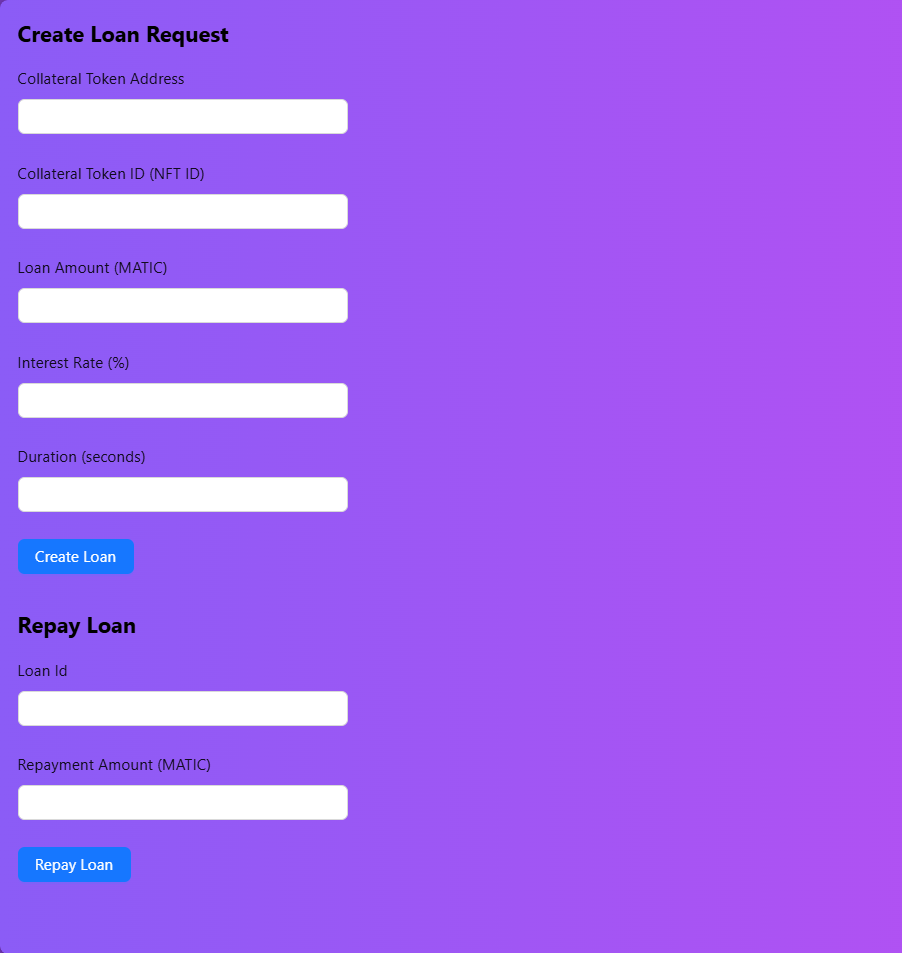 Create Loan Request
Collateral Token Address
Collateral Token ID (NFT ID)
Loan Amount (MATIC)
Interest Rate (%)
Duration (seconds)
Create Loan
Repay Loan
Loan Id
Repayment Amount (MATIC)
Repay Loan